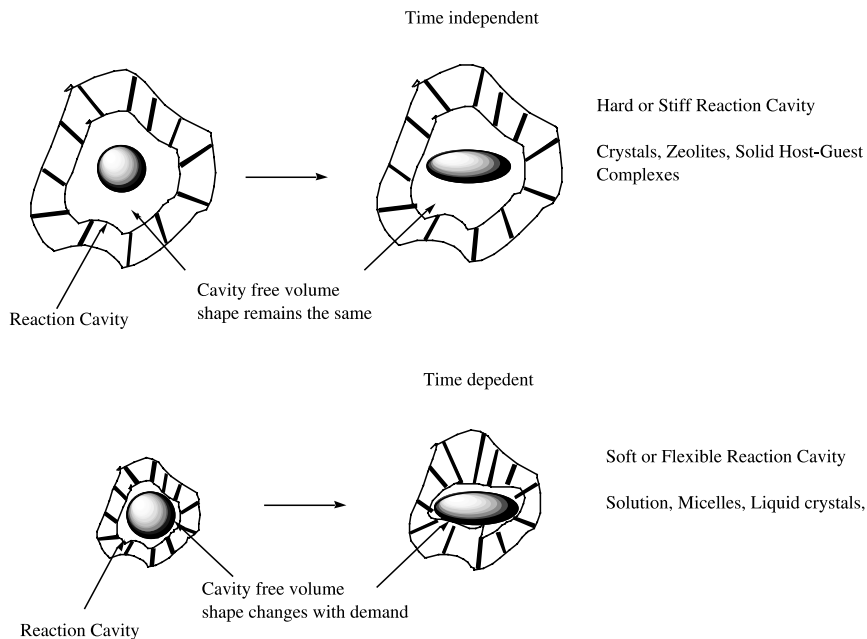 Time independent
Hard or Stiff Reaction Cavity
Crystals, Zeolites, Solid Host-Guest
Complexes
Cavity free volume
shape remains the same
Reaction Cavity
Time depedent
Soft or Flexible Reaction Cavity
Solution, Micelles, Liquid crystals,
Cavity free volume
shape changes with demand
Reaction Cavity